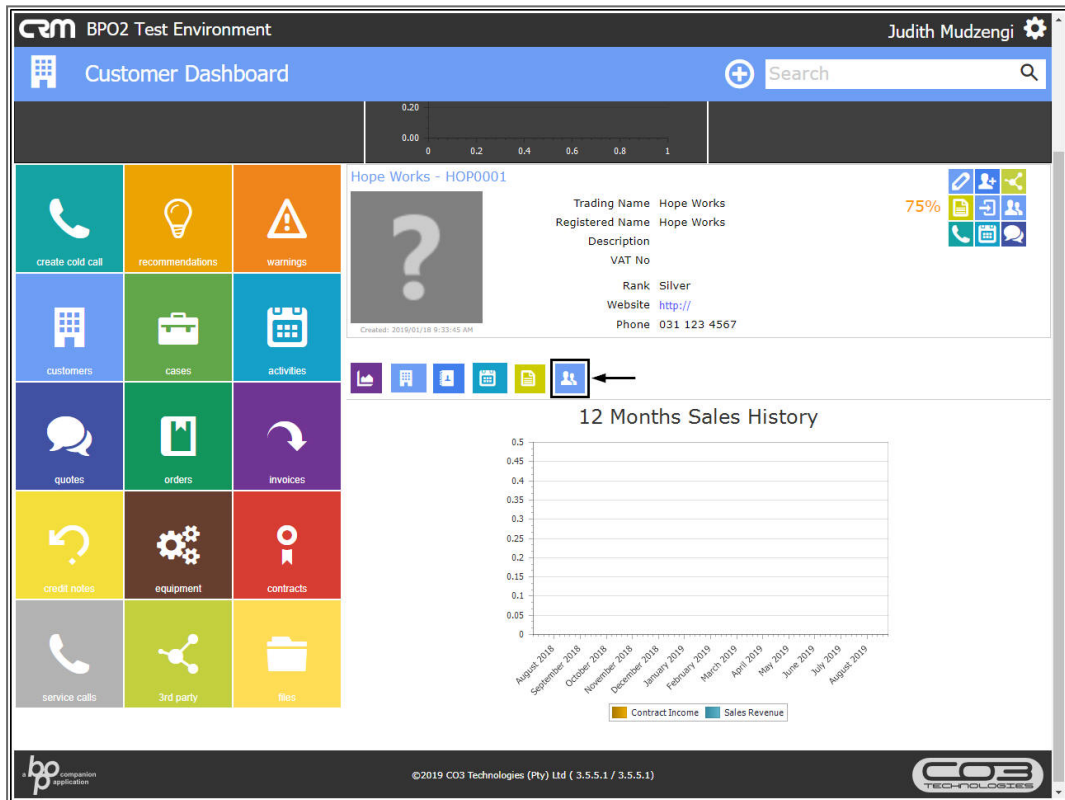 CRM BPO2 Test Environment
Judith Mudzengi
Customer Dashboard
Search
0.20
0.00
0 0.2 0.4 0.6 0.8 1
create cold call
recommendations
warnings
customers
cases
activities
quotes
orders
invoices
credit notes
equipment
contracts
service calls
3rd party
files
Hope Works - HOP0001
?
Created: 2019/01/18 9:33:45 AM
Trading Name Hope Works
Registered Name Hope Works
Description
VAT No
Rank Silver
Website http://
Phone 031 123 4567
75%
12 Months Sales History
0.5
0.45
0.4
0.35
0.3
0.25
0.2
0.15
0.1
0.05
0
August 2018
September 2018
October 2018
November 2018
December 2018
January 2019
February 2019
March 2019
April 2019
May 2019
June 2019
July 2019
August 2019
Contract Income Sales Revenue
a bpo companion
application
©2019 CO3 Technologies (Pty) Ltd ( 3.5.5.1 / 3.5.5.1)
CO3
TECHNOLOGIES